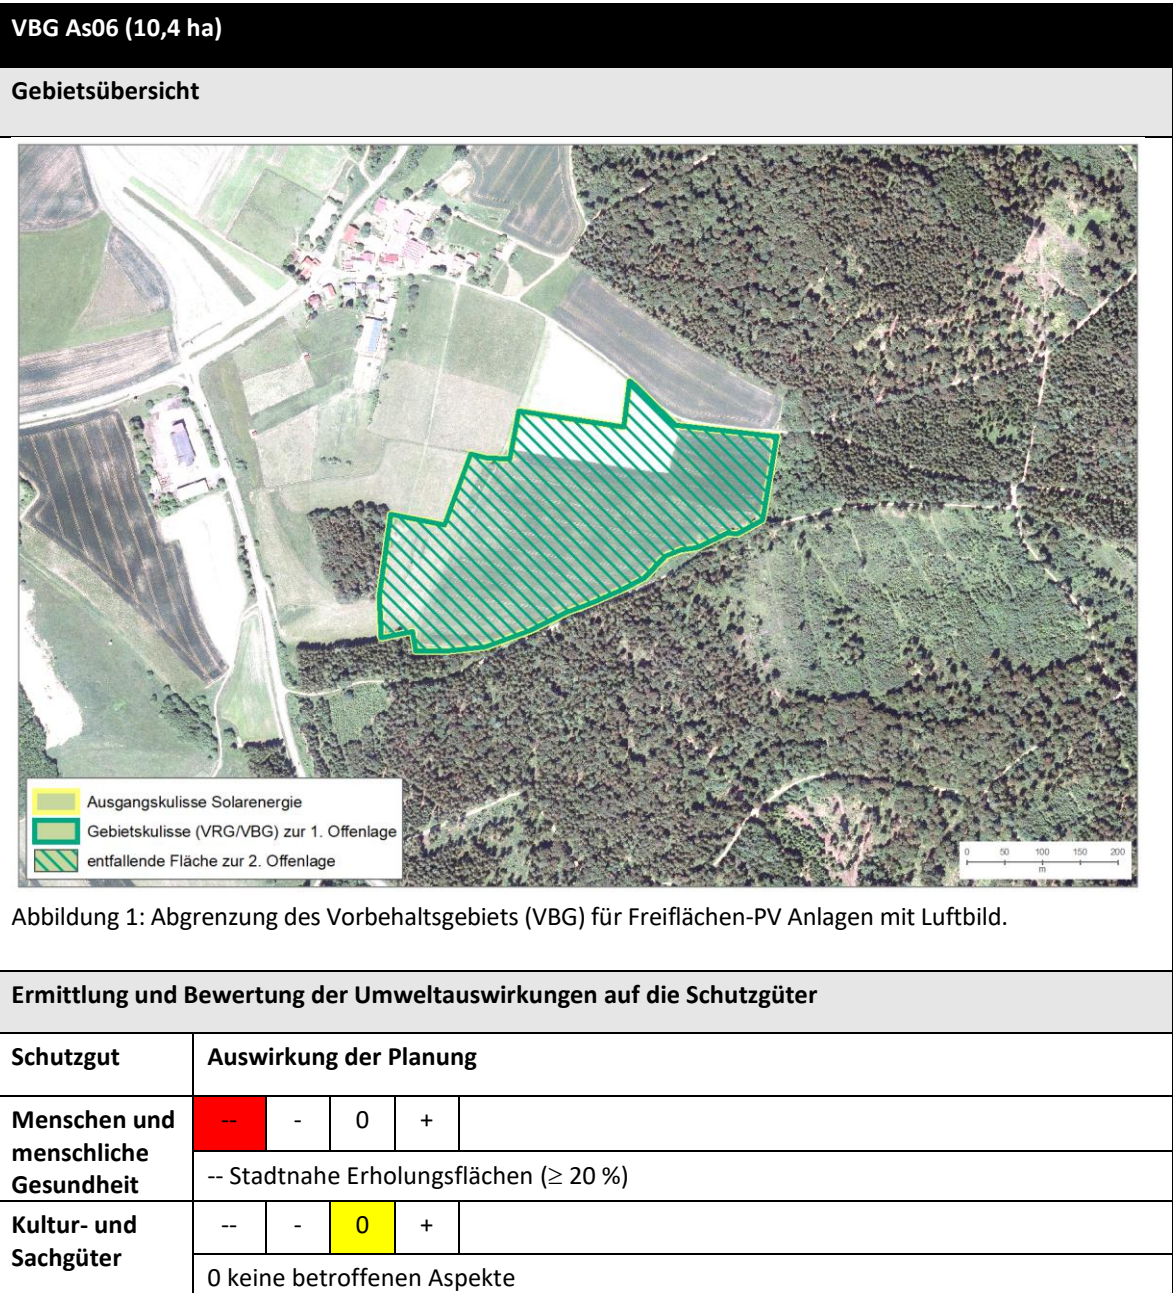 VBG As06 (10,4 ha)
Gebietsübersicht
Ausgangskulisse Solarenergie
Gebietskulisse (VRG/VBG) zur 1. Offenlage
entfallende Fläche zur 2. Offenlage
0 50 100 150 200
m
Abbildung 1: Abgrenzung des Vorbehaltsgebiets (VBG) für Freiflächen-PV Anlagen mit Luftbild.
Ermittlung und Bewertung der Umweltauswirkungen auf die Schutzgüter
Schutzgut Auswirkung der Planung
Menschen und menschliche Gesundheit
-- - 0 +
-- Stadtnahe Erholungsflächen (≥ 20 %)
Kultur- und Sachgüter
-- - 0 +
0 keine betroffenen Aspekte